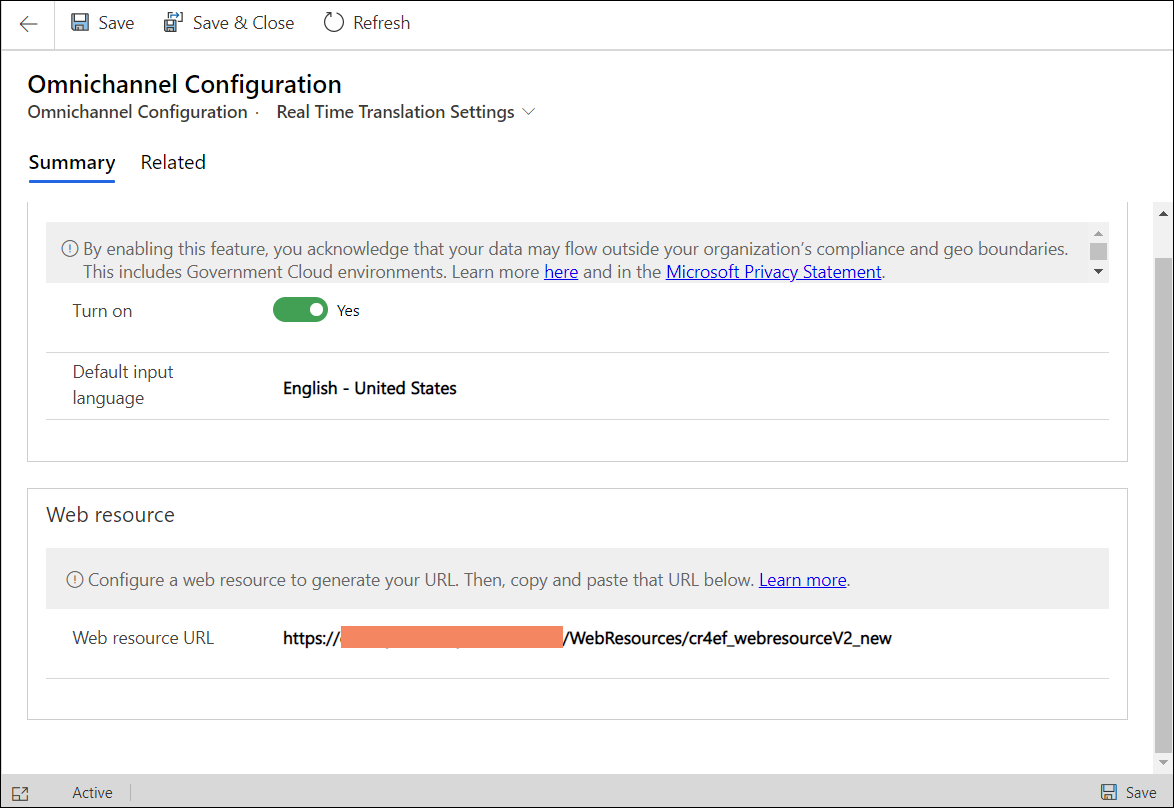 Save
Save & Close
Refresh
Omnichannel Configuration
Omnichannel Configuration · Real Time Translation Settings
Summary
Related
By enabling this feature, you acknowledge that your data may flow outside your organization’s compliance and geo boundaries.
This includes Government Cloud environments. Learn more here and in the Microsoft Privacy Statement.
Turn on
Yes
Default input
language
English - United States
Web resource
Configure a web resource to generate your URL. Then, copy and paste that URL below. Learn more.
Web resource URL
https:// /WebResources/cr4ef_webresourceV2_new
Active
Save